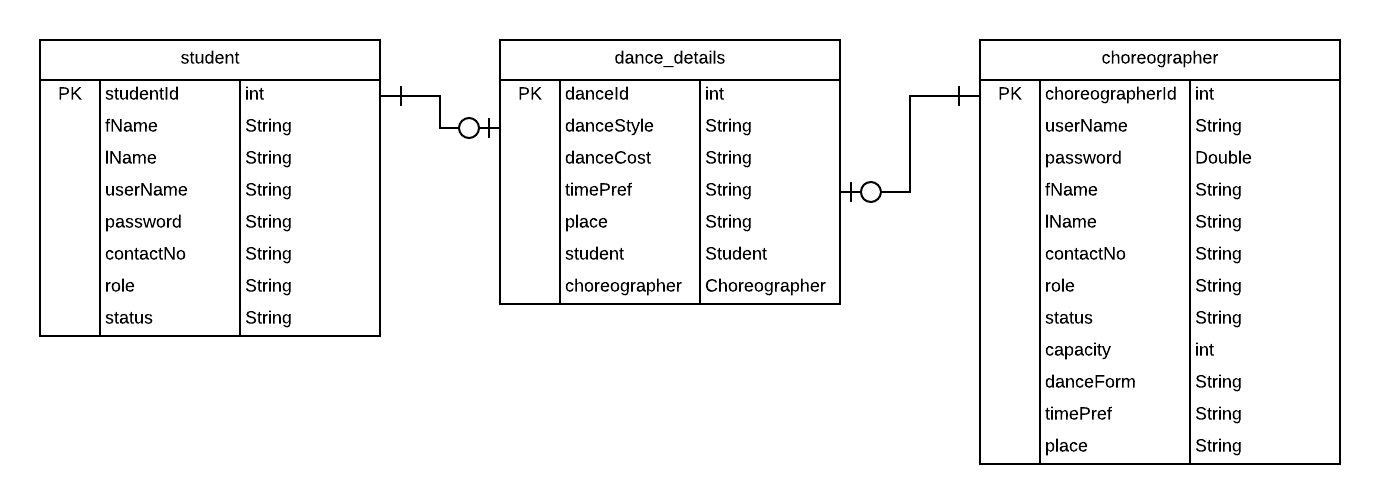 student
PK studentId int
fName String
lName String
userName String
password String
contactNo String
role String
status String
dance_details
PK danceId int
danceStyle String
danceCost String
timePref String
place String
student Student
choreographer Choreographer
choreographer
PK choreographerId int
userName String
password Double
fName String
lName String
contactNo String
role String
status String
capacity int
danceForm String
timePref String
place String